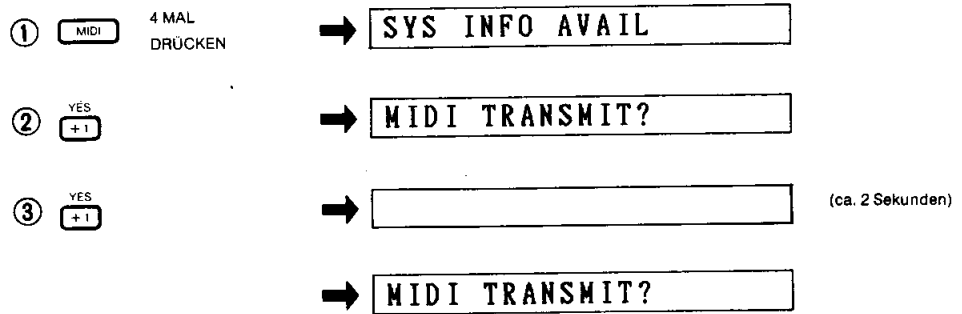 ① MIDI 4 MAL DRÜCKEN ➡ SYS INFO AVAIL
② YES +1 ➡ MIDI TRANSMIT?
③ YES +1 ➡ (ca. 2 Sekunden)
➡ MIDI TRANSMIT?